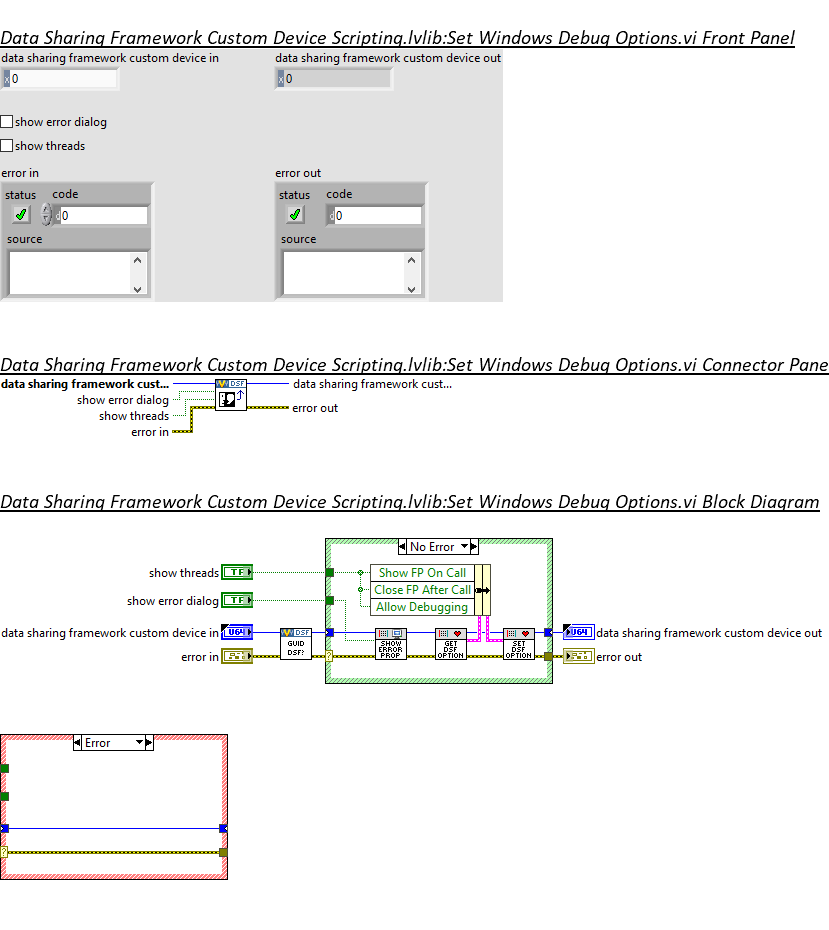 Data Sharing Framework Custom Device Scripting.lvlib:Set Windows Debug Options.vi Front Panel
data sharing framework custom device in
data sharing framework custom device out
x 0
x 0
show error dialog
show threads
error in
error out
status code
status code
d 0
d 0
source
source
Data Sharing Framework Custom Device Scripting.lvlib:Set Windows Debug Options.vi Connector Pane
data sharing framework cust...
DSF
data sharing framework cust...
show error dialog
error out
show threads
error in
Data Sharing Framework Custom Device Scripting.lvlib:Set Windows Debug Options.vi Block Diagram
No Error
show threads
TF
Show FP On Call
Close FP After Call
show error dialog
TF
Allow Debugging
data sharing framework custom device in
U64
DSF
GUID
DSF?
SHOW
ERROR
PROP
GET
DSF
OPTION
SET
DSF
OPTION
U64
data sharing framework custom device out
error in
?
error out
Error
?